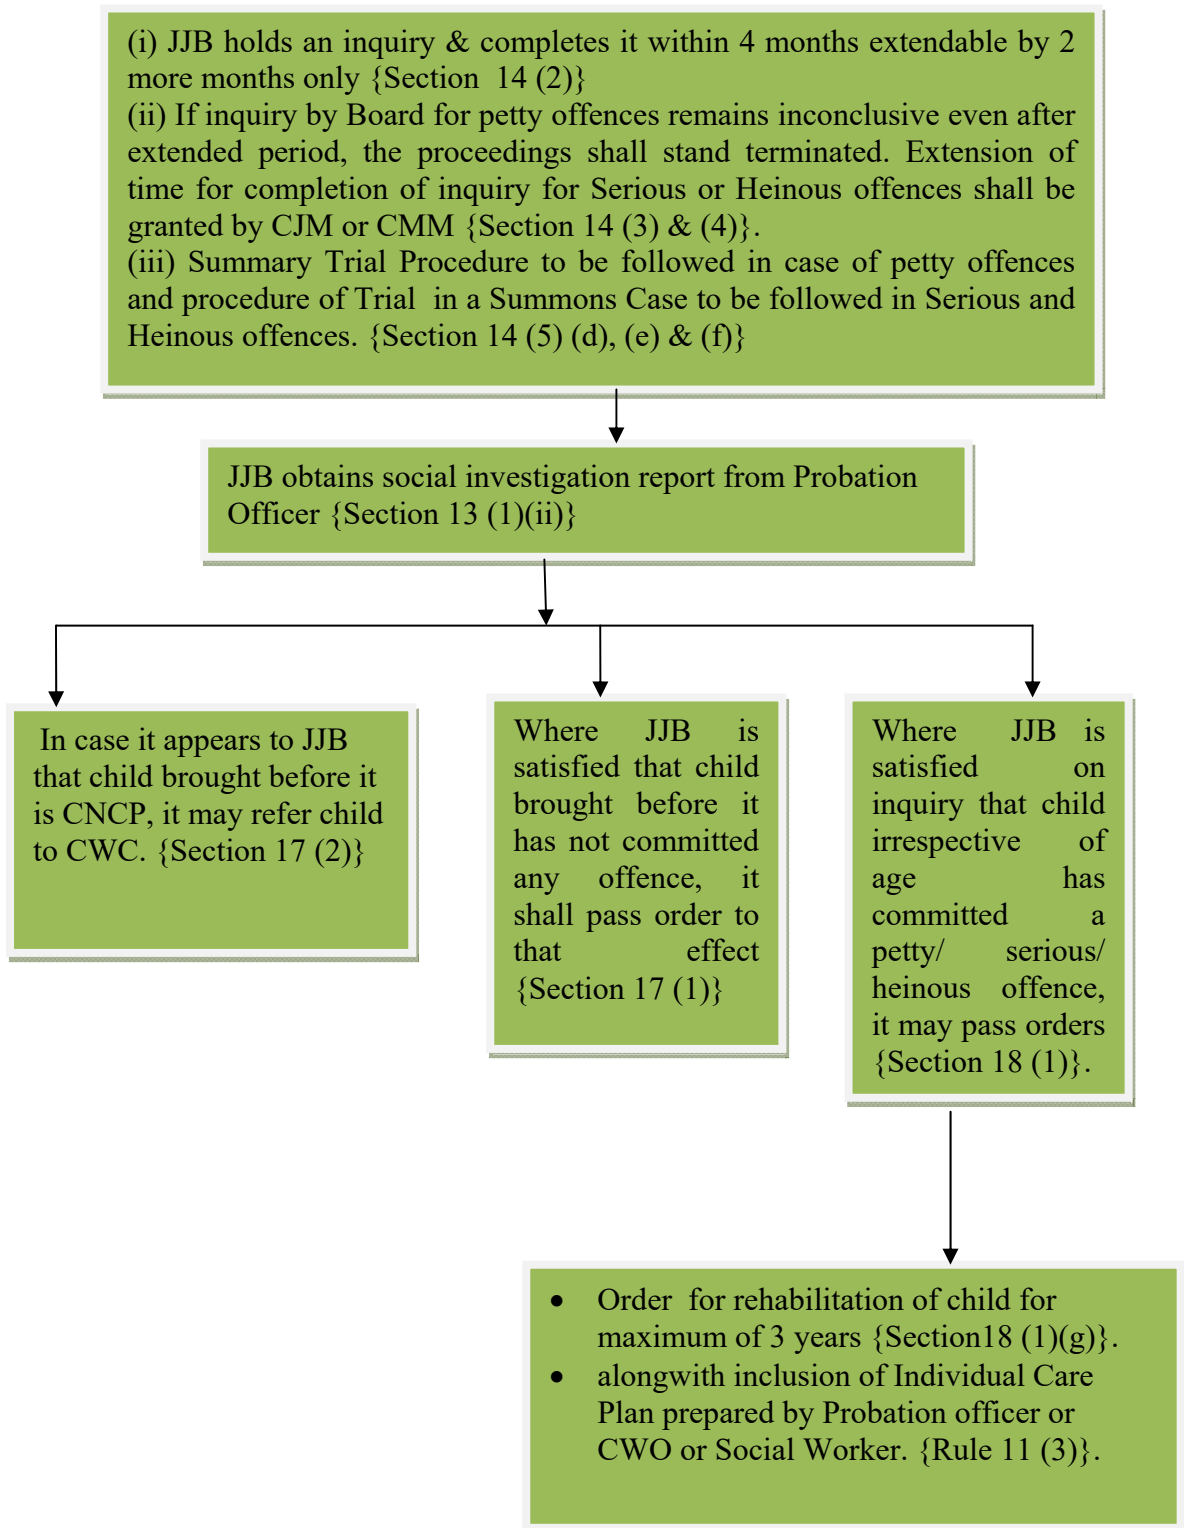 (i) JJB holds an inquiry & completes it within 4 months extendable by 2
more months only {Section 14 (2)}
(ii) If inquiry by Board for petty offences remains inconclusive even after
extended period, the proceedings shall stand terminated. Extension of
time for completion of inquiry for Serious or Heinous offences shall be
granted by CJM or CMM {Section 14 (3) & (4)}.
(iii) Summary Trial Procedure to be followed in case of petty offences
and procedure of Trial in a Summons Case to be followed in Serious and
Heinous offences. {Section 14 (5) (d), (e) & (f)}
JJB obtains social investigation report from Probation
Officer {Section 13 (1)(ii)}
In case it appears to JJB
that child brought before it
is CNCP, it may refer child
to CWC. {Section 17 (2)}
Where JJB is
satisfied that child
brought before it
has not committed
any offence, it
shall pass order to
that effect
{Section 17 (1)}
Where JJB is
satisfied on
inquiry that child
irrespective of
age has
committed a
petty/ serious/
heinous offence,
it may pass orders
{Section 18 (1)}.
• Order for rehabilitation of child for
maximum of 3 years {Section18 (1)(g)}.
• alongwith inclusion of Individual Care
Plan prepared by Probation officer or
CWO or Social Worker. {Rule 11 (3)}.